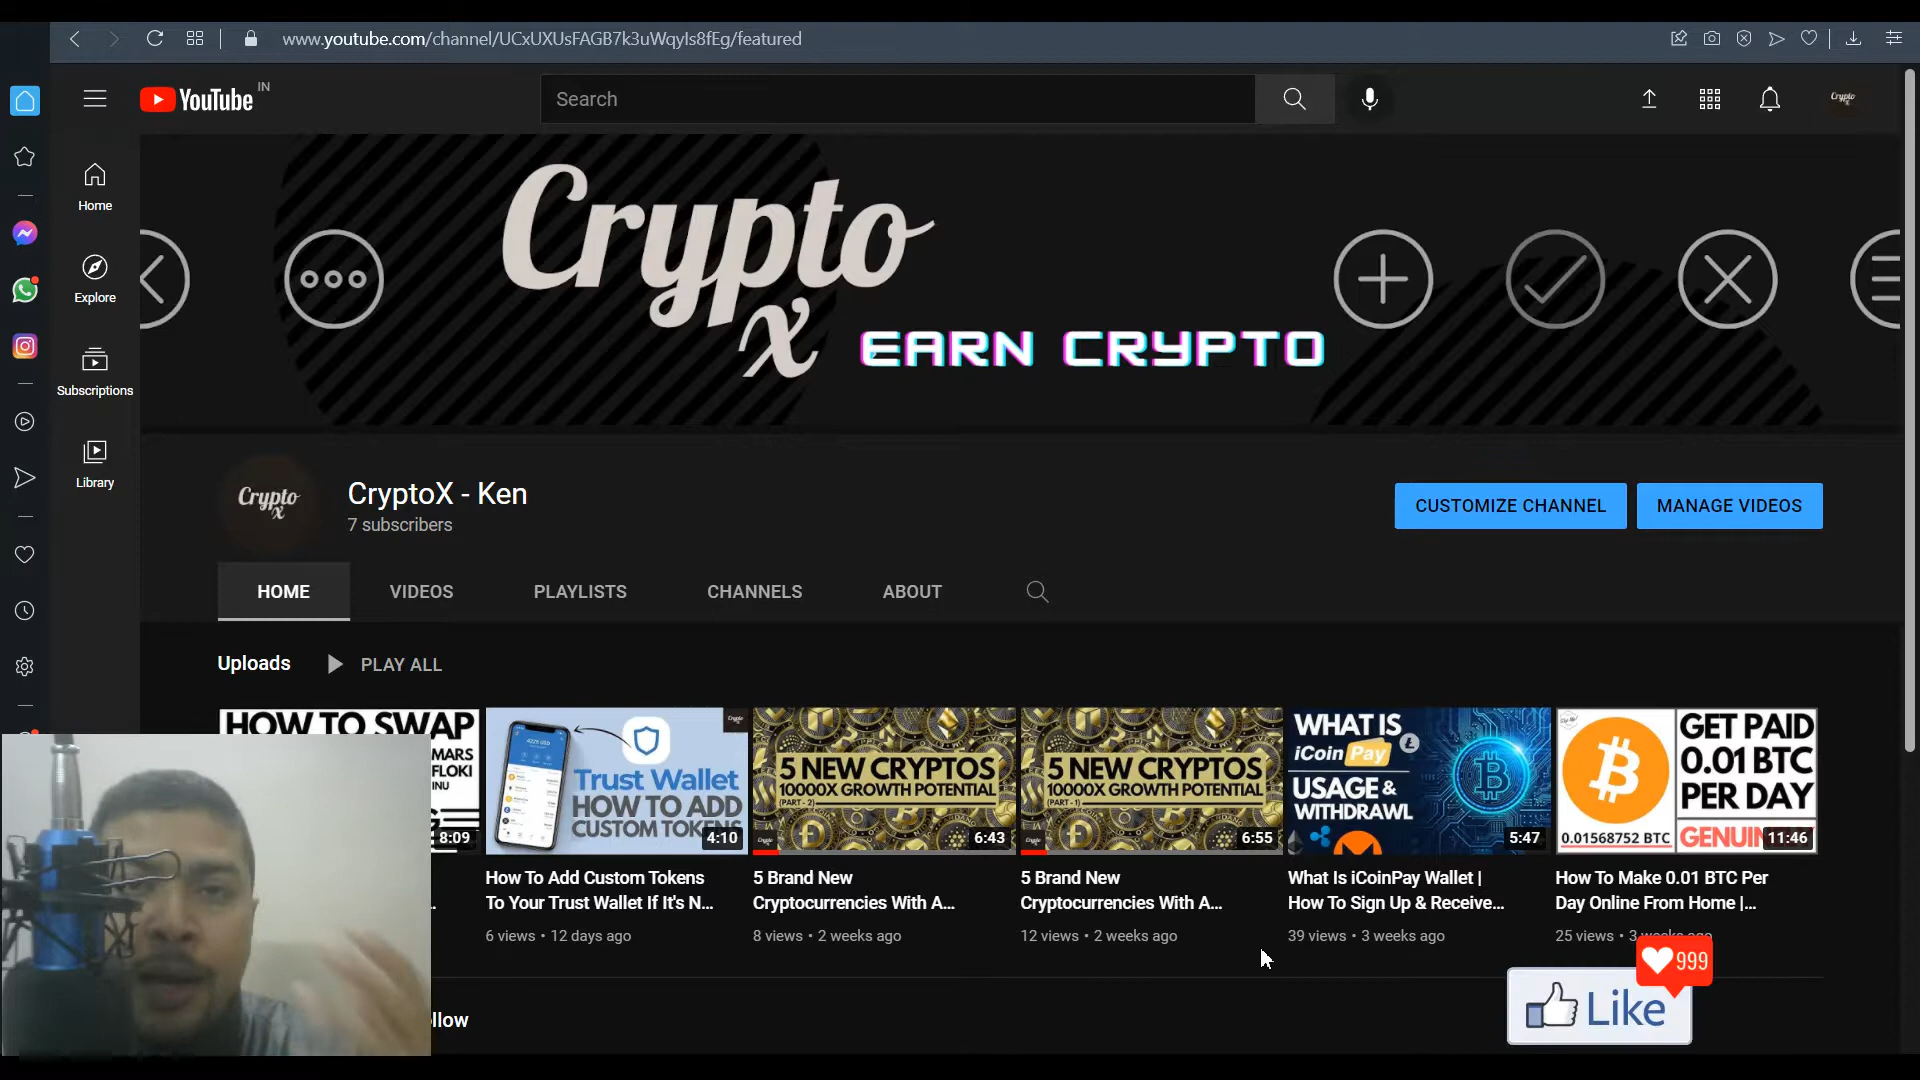 www.youtube.com/channel/UCxUXUsFAGB7k3uWqyIs8fEg/featured
YouTube IN
Search
Crypto
Home
Crypto
x
EARN CRYPTO
Explore
Subscriptions
Library
Crypto
x
CryptoX - Ken
7 subscribers
CUSTOMIZE CHANNEL
MANAGE VIDEOS
HOME
VIDEOS
PLAYLISTS
CHANNELS
ABOUT
Uploads
PLAY ALL
HOW TO SWAP
MARS
FLOKI
INU
8:09
Crypto
Trust Wallet
HOW TO ADD
CUSTOM TOKENS
4:10
5 NEW CRYPTOS
10000X GROWTH POTENTIAL
(PART - 2)
6:43
5 NEW CRYPTOS
10000X GROWTH POTENTIAL
(PART - 1)
6:55
WHAT IS
iCoin Pay
USAGE &
WITHDRAWL
5:47
GET PAID
0.01 BTC
PER DAY
0.01568752 BTC
GENUIN
11:46
How To Add Custom Tokens
To Your Trust Wallet If It's N...
6 views • 12 days ago
5 Brand New
Cryptocurrencies With A...
8 views • 2 weeks ago
5 Brand New
Cryptocurrencies With A...
12 views • 2 weeks ago
What Is iCoinPay Wallet |
How To Sign Up & Receive...
39 views • 3 weeks ago
How To Make 0.01 BTC Per
Day Online From Home |...
25 views • 3 weeks ago
999
Like
llow